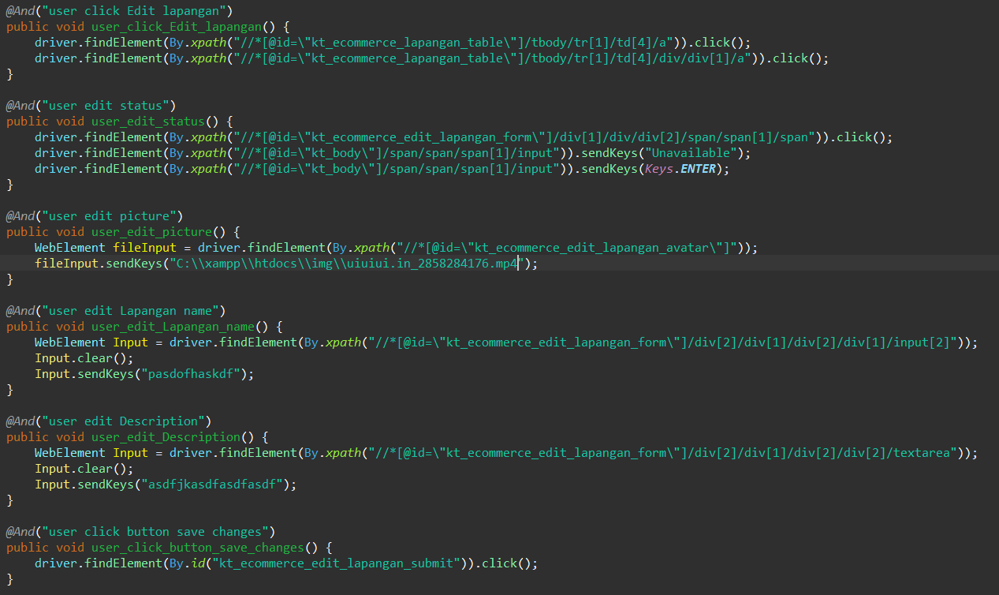 @And("user click Edit lapangan")
public void user_click_Edit_lapangan() {
    driver.findElement(By.xpath("//*[@id=\"kt_ecommerce_lapangan_table\"]/tbody/tr[1]/td[4]/a")).click();
    driver.findElement(By.xpath("//*[@id=\"kt_ecommerce_lapangan_table\"]/tbody/tr[1]/td[4]/div/div[1]/a")).click();
}

@And("user edit status")
public void user_edit_status() {
    driver.findElement(By.xpath("//*[@id=\"kt_ecommerce_edit_lapangan_form\"]/div[1]/div/div[2]/span/span[1]/span")).click();
    driver.findElement(By.xpath("//*[@id=\"kt_body\"]/span/span/span[1]/input")).sendKeys("Unavailable");
    driver.findElement(By.xpath("//*[@id=\"kt_body\"]/span/span/span[1]/input")).sendKeys(Keys.ENTER);
}

@And("user edit picture")
public void user_edit_picture() {
    WebElement fileInput = driver.findElement(By.xpath("//*[@id=\"kt_ecommerce_edit_lapangan_avatar\"]"));
    fileInput.sendKeys("C:\\xampp\\htdocs\\img\\uiuiui.in_2858284176.mp4");
}

@And("user edit Lapangan name")
public void user_edit_Lapangan_name() {
    WebElement Input = driver.findElement(By.xpath("//*[@id=\"kt_ecommerce_edit_lapangan_form\"]/div[2]/div[1]/div[2]/div[1]/input[2]"));
    Input.clear();
    Input.sendKeys("pasdofhaskdf");
}

@And("user edit Description")
public void user_edit_Description() {
    WebElement Input = driver.findElement(By.xpath("//*[@id=\"kt_ecommerce_edit_lapangan_form\"]/div[2]/div[1]/div[2]/div[2]/textarea"));
    Input.clear();
    Input.sendKeys("asdfjkasdfasdfasdf");
}

@And("user click button save changes")
public void user_click_button_save_changes() {
    driver.findElement(By.id("kt_ecommerce_edit_lapangan_submit")).click();
}